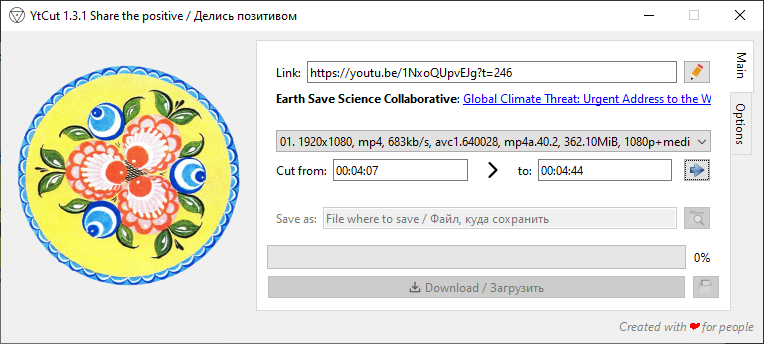 YtCut 1.3.1 Share the positive / Делись позитивом
Link: https://youtu.be/1NxoQUpvEJg?t=246
Earth Save Science Collaborative: Global Climate Threat: Urgent Address to the W
01. 1920x1080, mp4, 683kb/s, avc1.640028, mp4a.40.2, 362.10MiB, 1080p+medi
Cut from: 00:04:07 to: 00:04:44
Save as: File where to save / Файл, куда сохранить
0%
Download / Загрузить
Main
Options
Created with ❤ for people